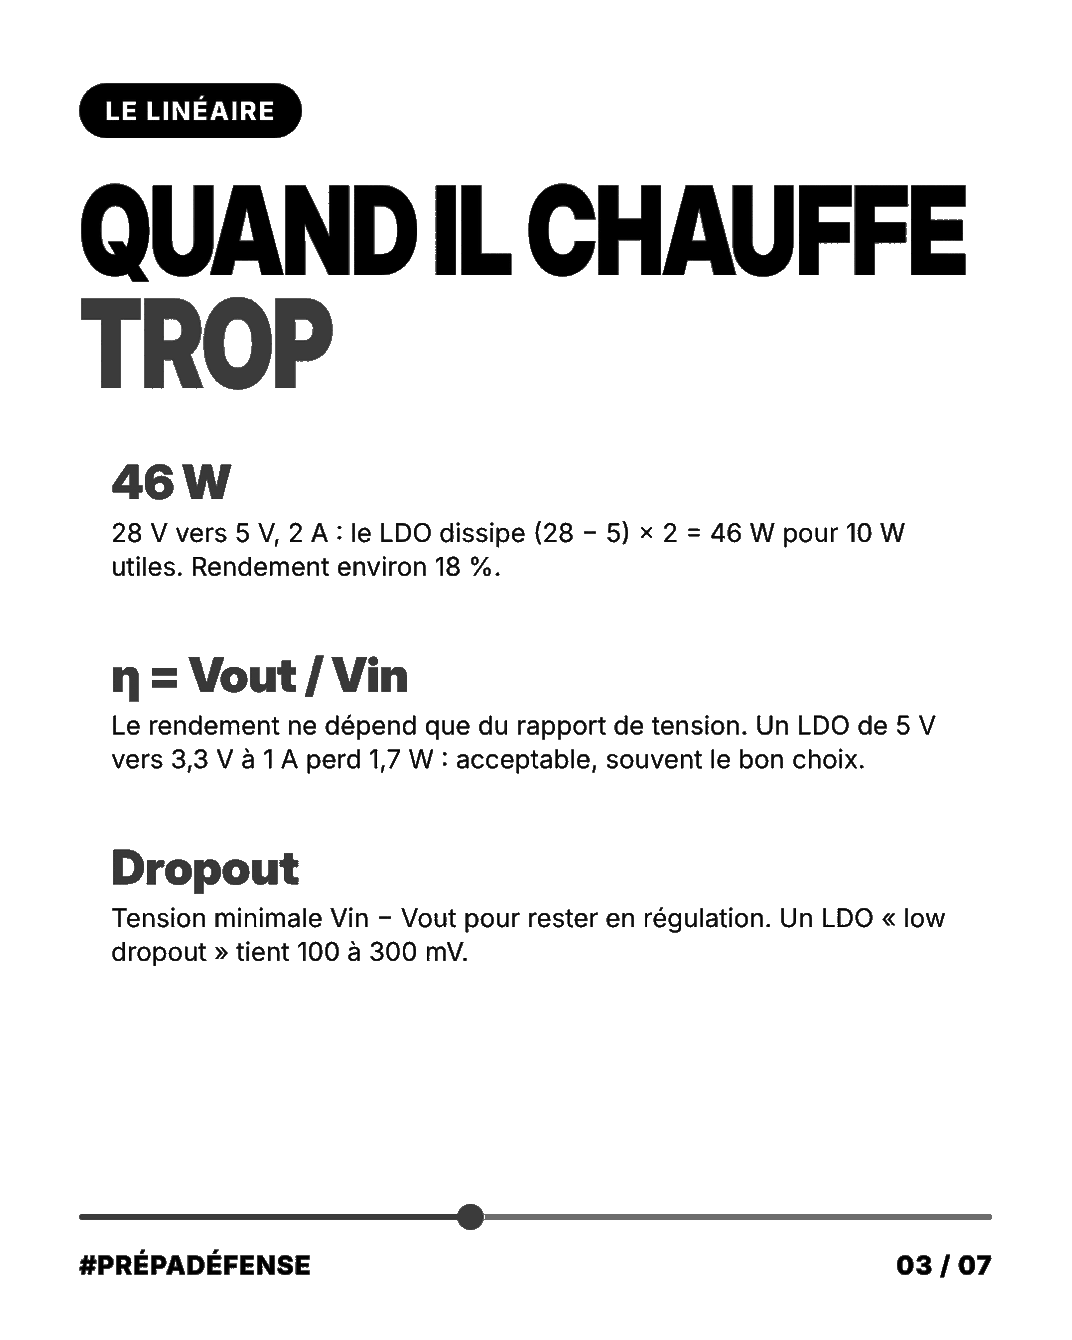 LE LINÉAIRE
QUAND IL CHAUFFE
TROP
46 W
28 V vers 5 V, 2 A : le LDO dissipe (28 − 5) × 2 = 46 W pour 10 W
utiles. Rendement environ 18 %.
η = Vout / Vin
Le rendement ne dépend que du rapport de tension. Un LDO de 5 V
vers 3,3 V à 1 A perd 1,7 W : acceptable, souvent le bon choix.
Dropout
Tension minimale Vin − Vout pour rester en régulation. Un LDO « low
dropout » tient 100 à 300 mV.
#PRÉPADÉFENSE
03 / 07